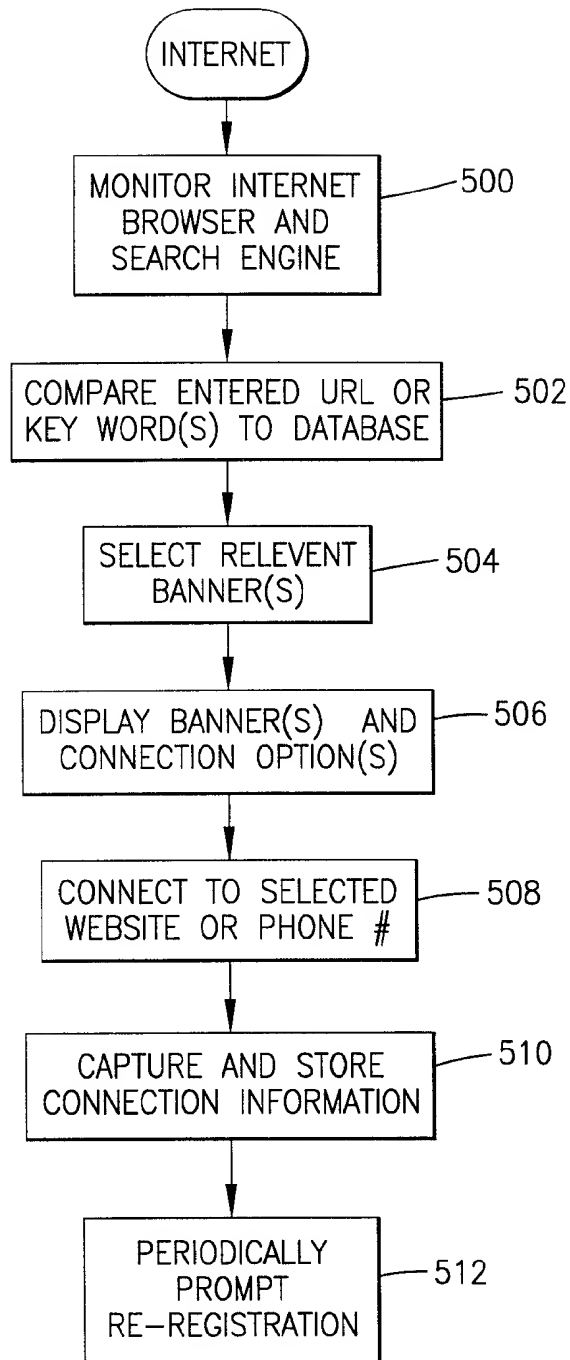 INTERNET
MONITOR INTERNET
BROWSER AND
SEARCH ENGINE
500
COMPARE ENTERED URL OR
KEY WORD(S) TO DATABASE
502
SELECT RELEVENT
BANNER(S)
504
DISPLAY BANNER(S) AND
CONNECTION OPTION(S)
506
CONNECT TO SELECTED
WEBSITE OR PHONE #
508
CAPTURE AND STORE
CONNECTION INFORMATION
510
PERIODICALLY
PROMPT
RE-REGISTRATION
512